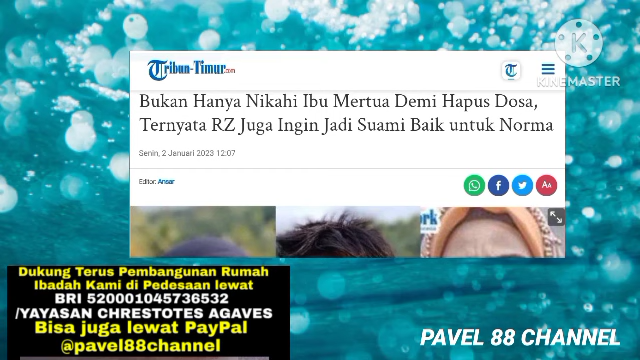 Tribun-Timur.com
KINEMASTER
Bukan Hanya Nikahi Ibu Mertua Demi Hapus Dosa,
Ternyata RZ Juga Ingin Jadi Suami Baik untuk Norma
Senin, 2 Januari 2023 12:07
Editor: Ansar
AA
Dukung Terus Pembangunan Rumah
Ibadah Kami di Pedesaan lewat
BRI 520001045736532
/YAYASAN CHRESTOTES AGAVES
Bisa juga lewat PayPal
@pavel88channel
PAVEL 88 CHANNEL